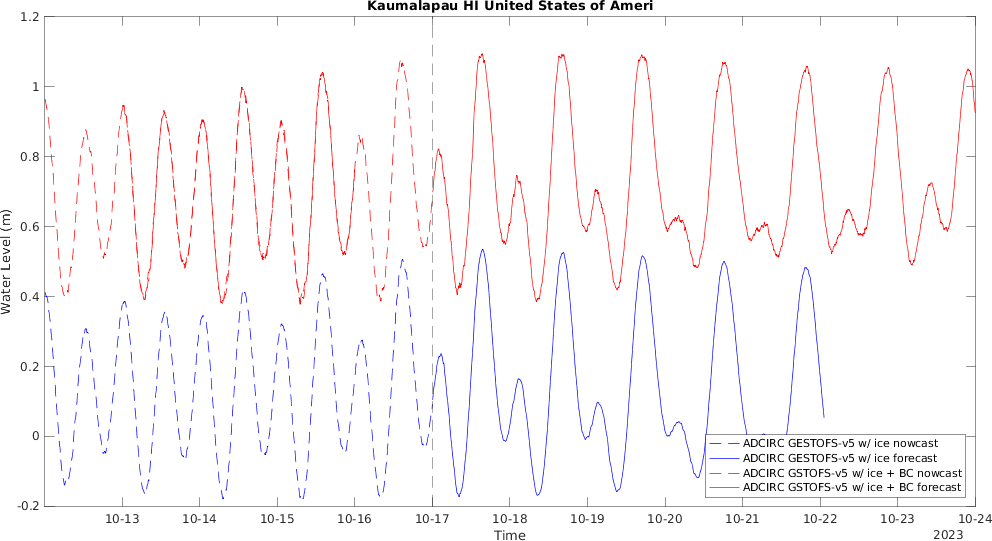 Kaumalapau HI United States of Ameri
Water Level (m)
1.2
1
0.8
0.6
0.4
0.2
0
-0.2
10-13 10-14 10-15 10-16 10-17 10-18 10-19 10-20 10-21 10-22 10-23 10-24
Time
2023
ADCIRC GESTOFS-v5 w/ ice nowcast
ADCIRC GESTOFS-v5 w/ ice forecast
ADCIRC GSTOFS-v5 w/ ice + BC nowcast
ADCIRC GSTOFS-v5 w/ ice + BC forecast